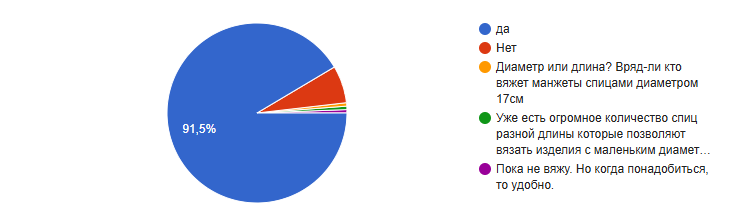 91,5%
да
Нет
Диаметр или длина? Вряд-ли кто
вяжет манжеты спицами диаметром
17см
Уже есть огромное количество спиц
разной длины которые позволяют
вязать изделия с маленьким диамет…
Пока не вяжу. Но когда понадобиться,
то удобно.